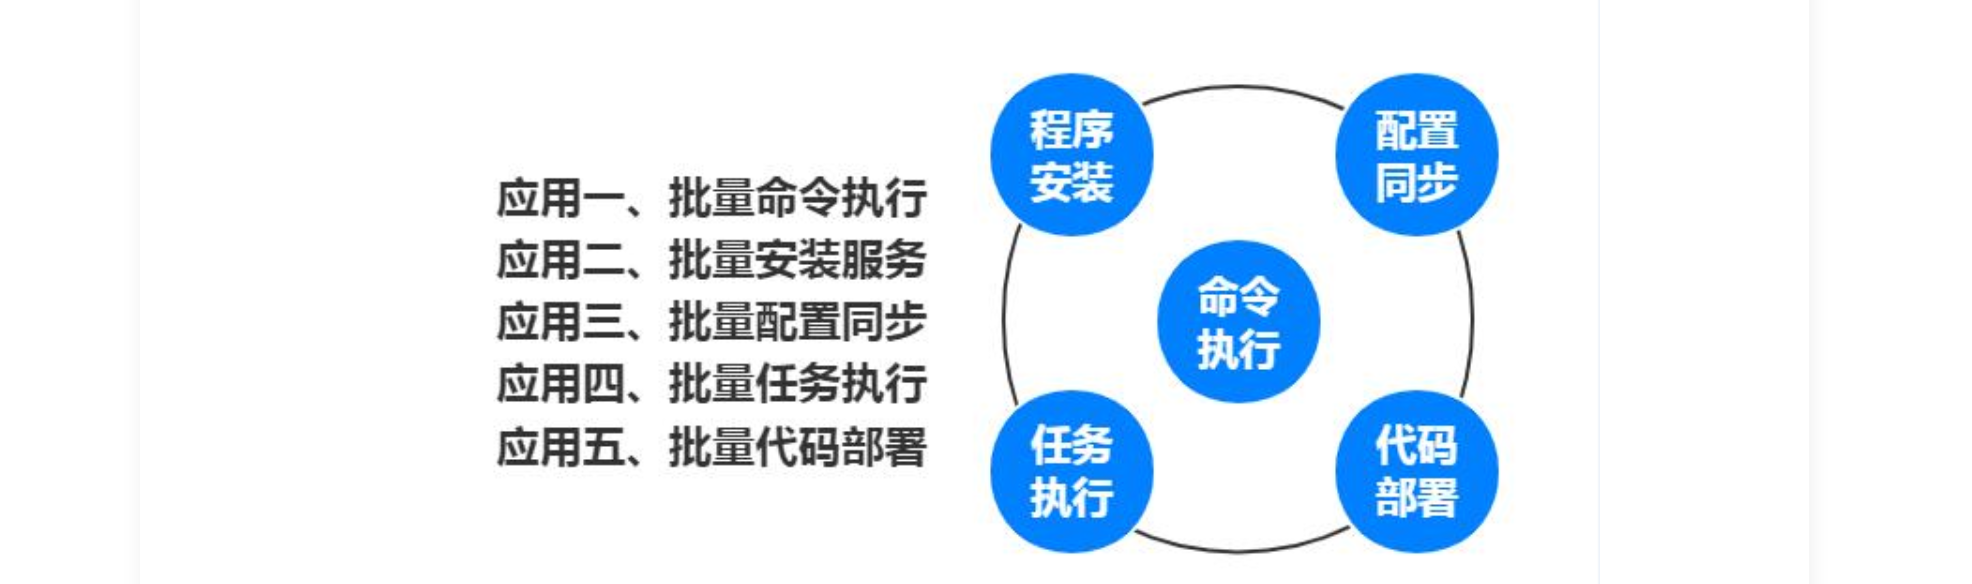 应用一、批量命令执行
应用二、批量安装服务
应用三、批量配置同步
应用四、批量任务执行
应用五、批量代码部署
程序
安装
配置
同步
命令
执行
任务
执行
代码
部署